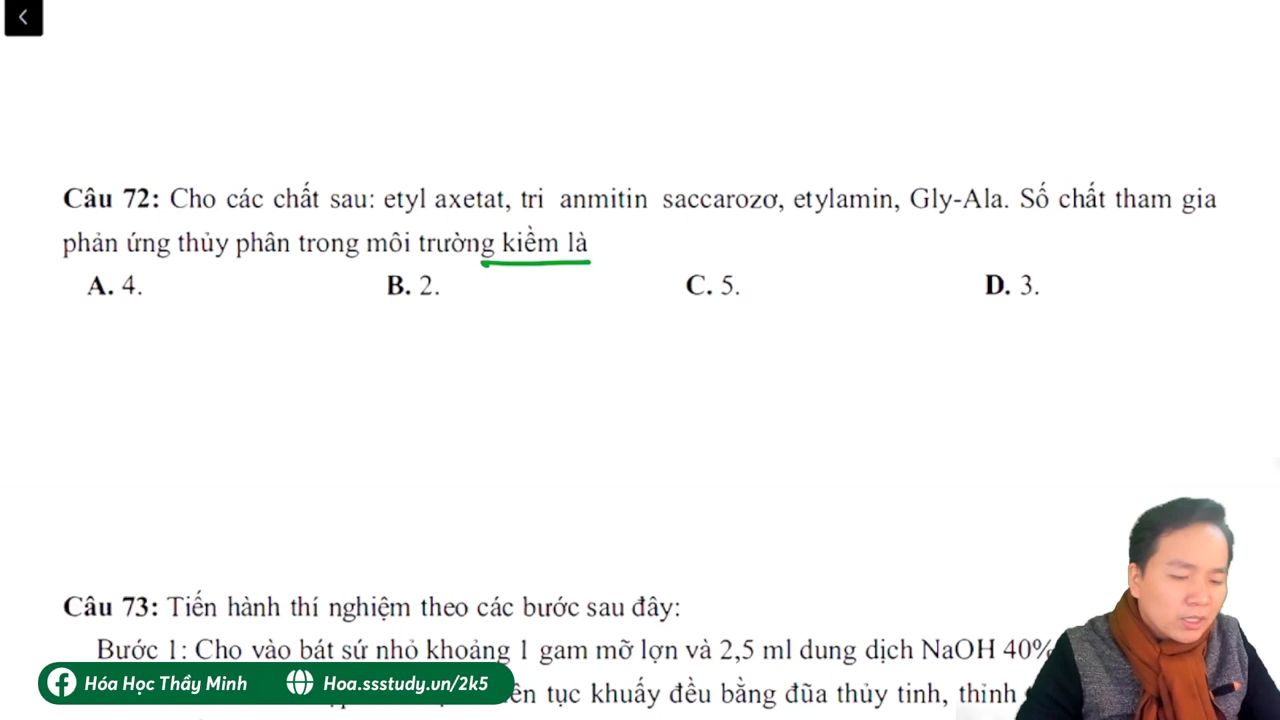 Câu 72: Cho các chất sau: etyl axetat, tri anmitin saccarozơ, etylamin, Gly-Ala. Số chất tham gia
phản ứng thủy phân trong môi trường kiềm là
A. 4. B. 2. C. 5. D. 3.
Câu 73: Tiến hành thí nghiệm theo các bước sau đây:
Bước 1: Cho vào bát sứ nhỏ khoảng 1 gam mỡ lợn và 2,5 ml dung dịch NaOH 40%
tục khuấy đều bằng đũa thủy tinh, thỉnh
Hóa Học Thầy Minh Hoa.ssstudy.vn/2k5